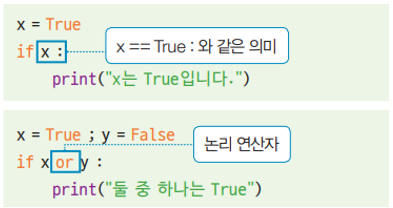 x = True
if x :
x == True : 와 같은 의미
print("x는 True입니다.")
x = True ; y = False
논리 연산자
if x or y :
print("둘 중 하나는 True")